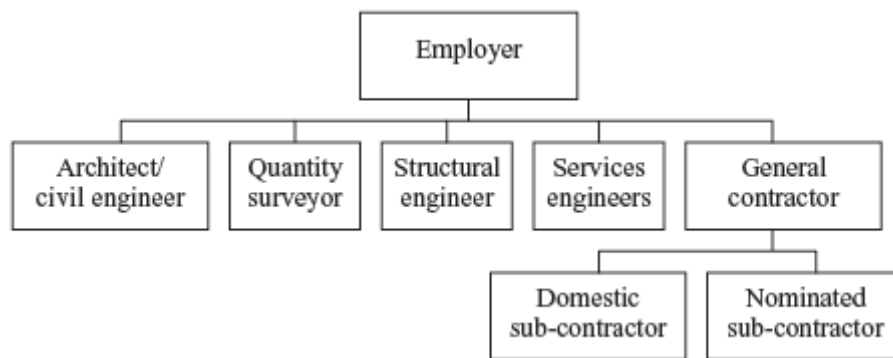 Employer
Architect/
civil engineer
Quantity
surveyor
Structural
engineer
Services
engineers
General
contractor
Domestic
sub-contractor
Nominated
sub-contractor